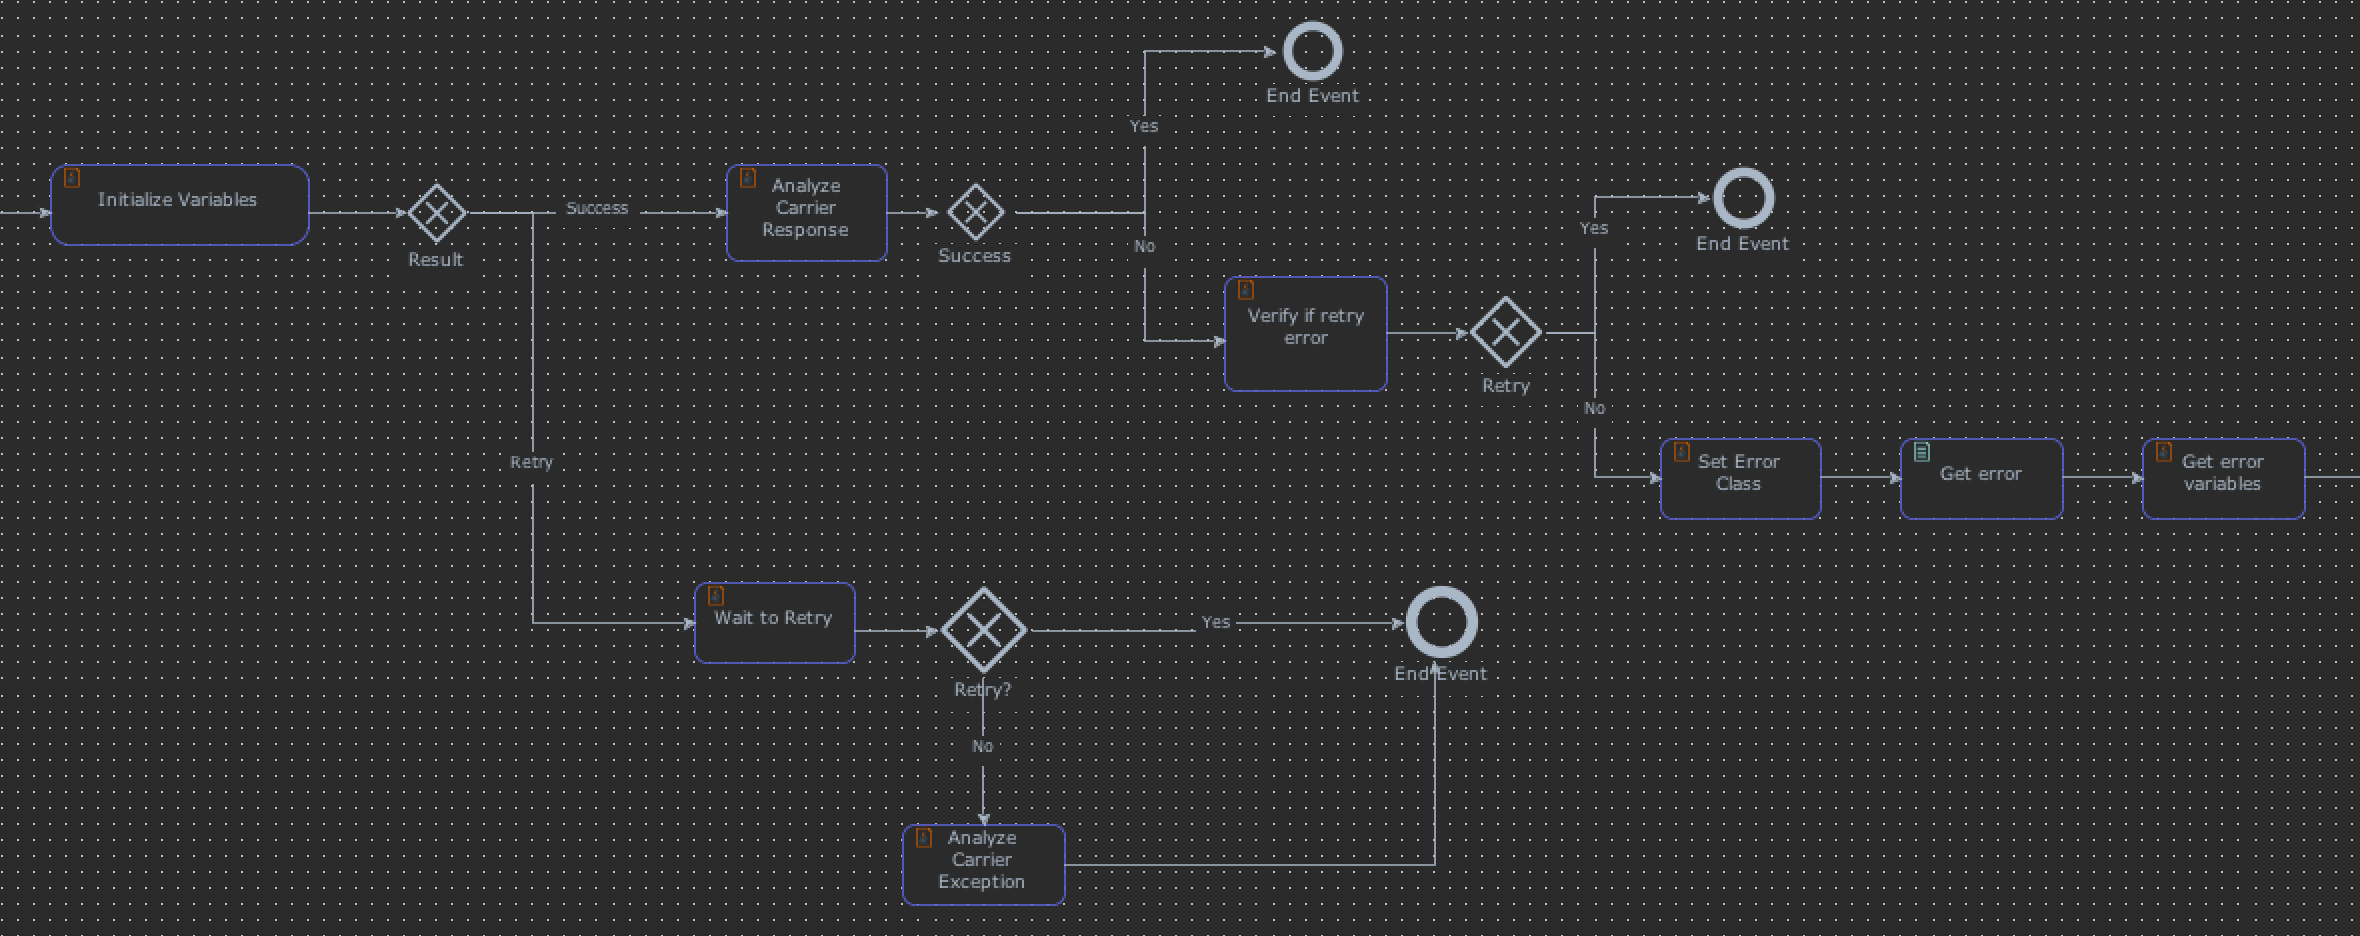 End Event
Yes
Initialize Variables
Result
Success
Analyze
Carrier
Response
Success
No
Yes
End Event
Verify if retry
error
Retry
No
Retry
Set Error
Class
Get error
Get error
variables
Wait to Retry
Retry?
Yes
End Event
No
Analyze
Carrier
Exception